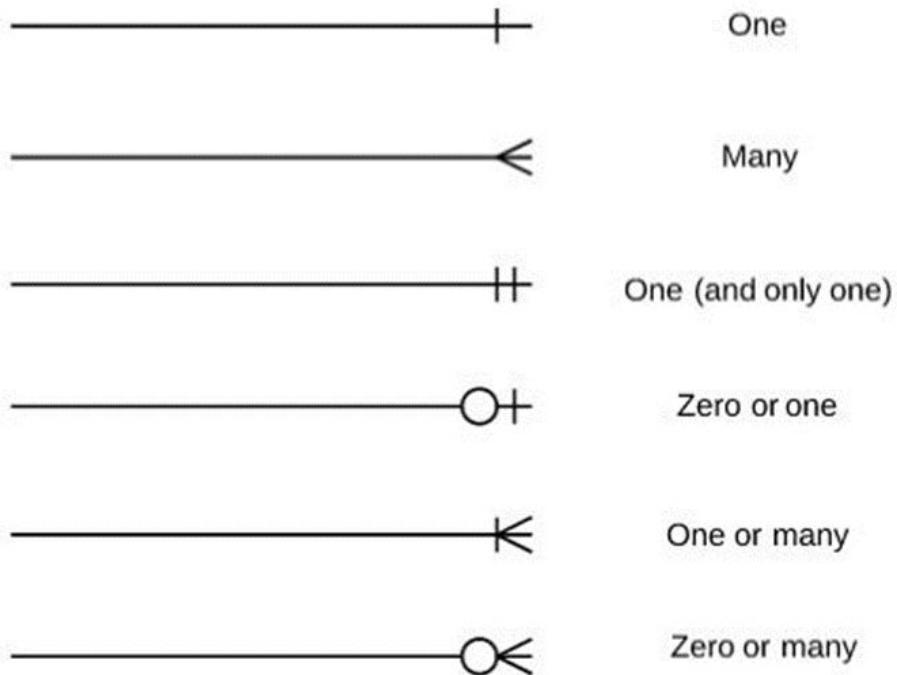 One
Many
One (and only one)
Zero or one
One or many
Zero or many